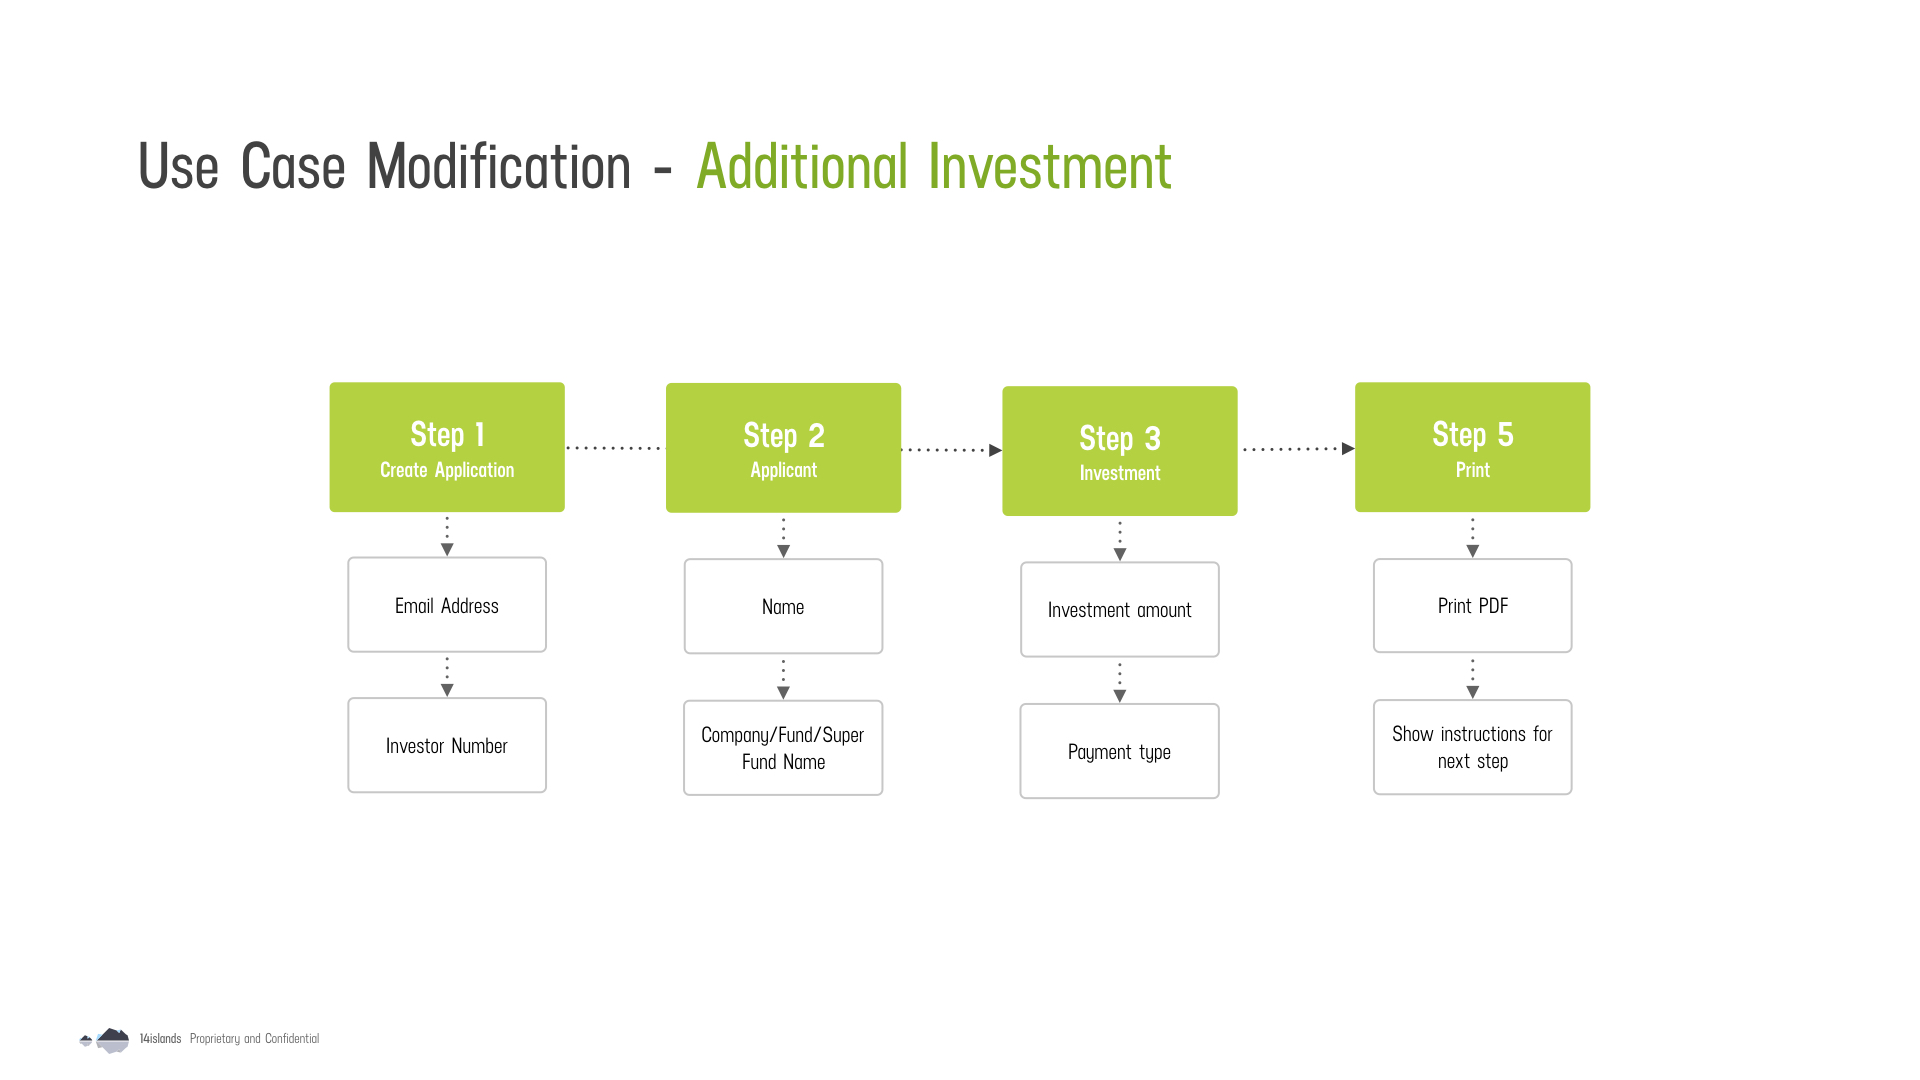 Use Case Modification - Additional Investment
Step 1
Create Application
Email Address
Investor Number
Step 2
Applicant
Name
Company/Fund/Super
Fund Name
Step 3
Investment
Investment amount
Payment type
Step 5
Print
Print PDF
Show instructions for
next step
14islands Proprietary and Confidential